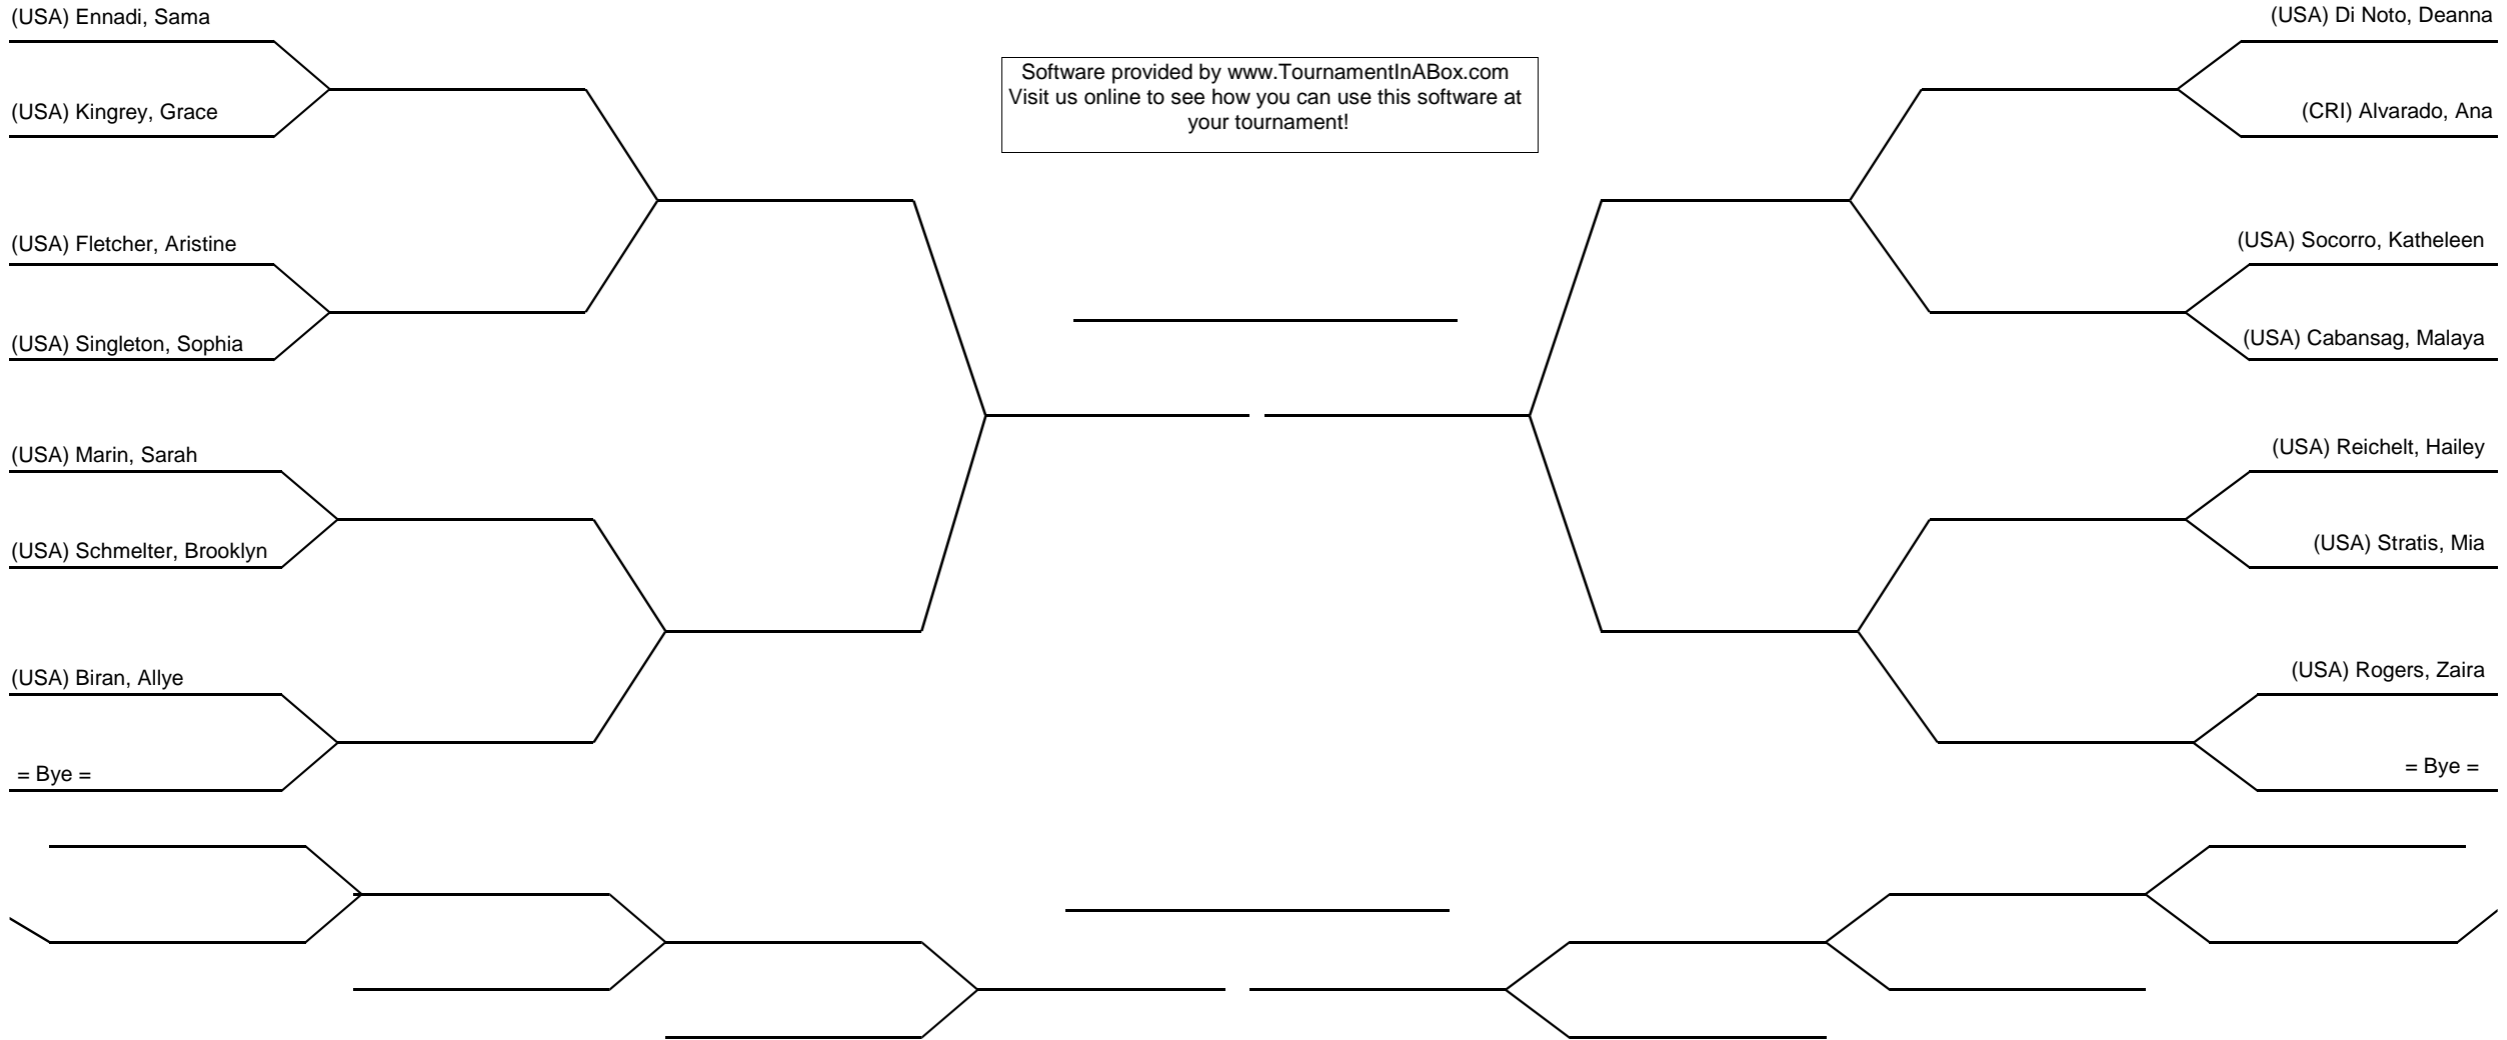 (USA) Ennadi, Sama
(USA) Kingrey, Grace
(USA) Fletcher, Aristine
(USA) Singleton, Sophia
(USA) Marin, Sarah
(USA) Schmelter, Brooklyn
(USA) Biran, Allye
= Bye =
Software provided by www.TournamentInABox.com
Visit us online to see how you can use this software at
your tournament!
(USA) Di Noto, Deanna
(CRI) Alvarado, Ana
(USA) Socorro, Katheleen
(USA) Cabansag, Malaya
(USA) Reichelt, Hailey
(USA) Stratis, Mia
(USA) Rogers, Zaira
= Bye =